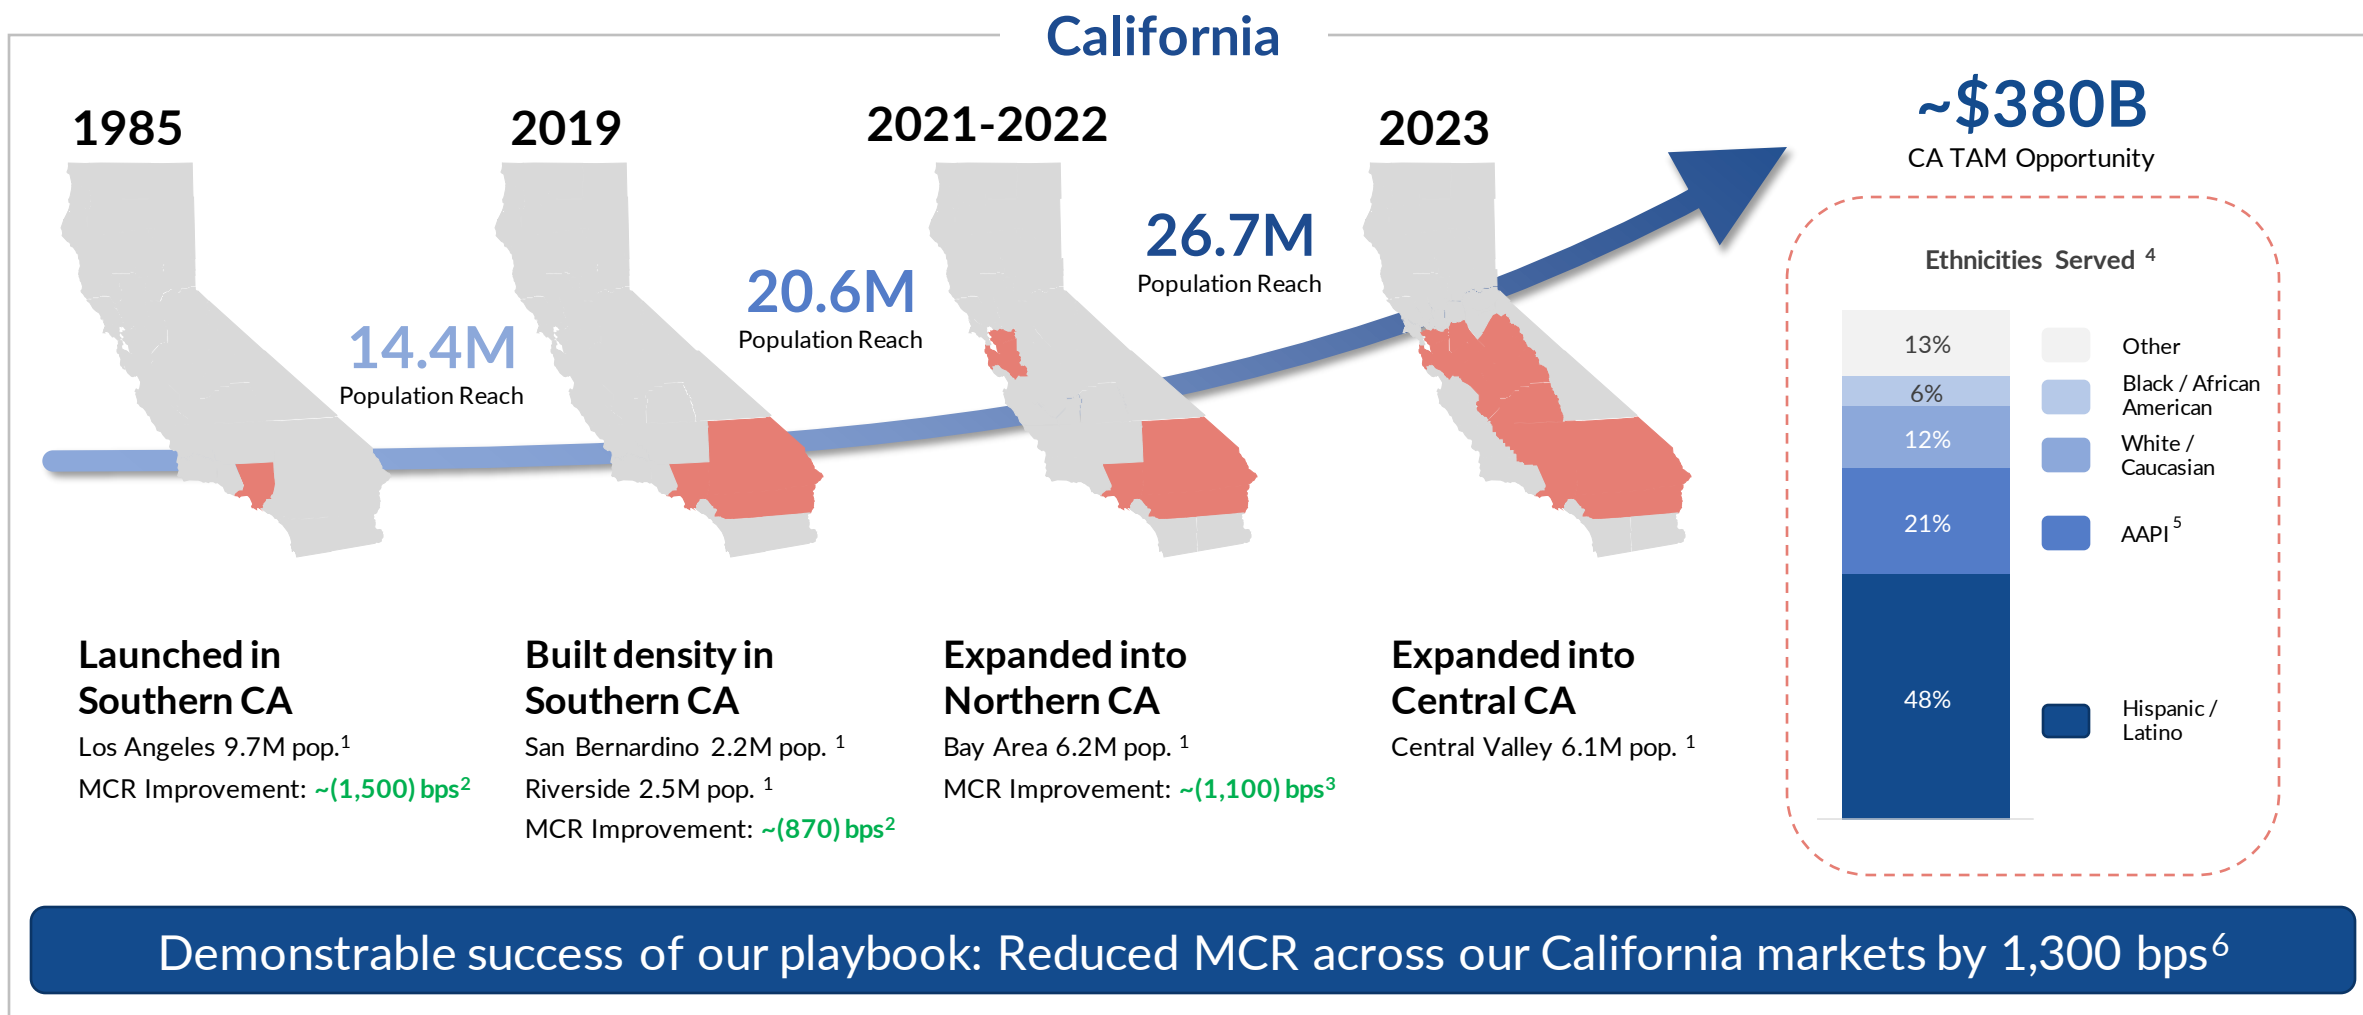 California
1985
2019
2021-2022
2023
14.4M
Population Reach
20.6M
Population Reach
26.7M
Population Reach
Launched in
Southern CA
Los Angeles 9.7M pop.¹
MCR Improvement: ~(1,500) bps²
Built density in
Southern CA
San Bernardino 2.2M pop. ¹
Riverside 2.5M pop. ¹
MCR Improvement: ~(870) bps²
Expanded into
Northern CA
Bay Area 6.2M pop. ¹
MCR Improvement: ~(1,100) bps³
Expanded into
Central CA
Central Valley 6.1M pop. ¹
~$380B
CA TAM Opportunity
Ethnicities Served ⁴
13%
Other
6%
Black / African
American
12%
White /
Caucasian
21%
AAPI ⁵
48%
Hispanic /
Latino
Demonstrable success of our playbook: Reduced MCR across our California markets by 1,300 bps⁶